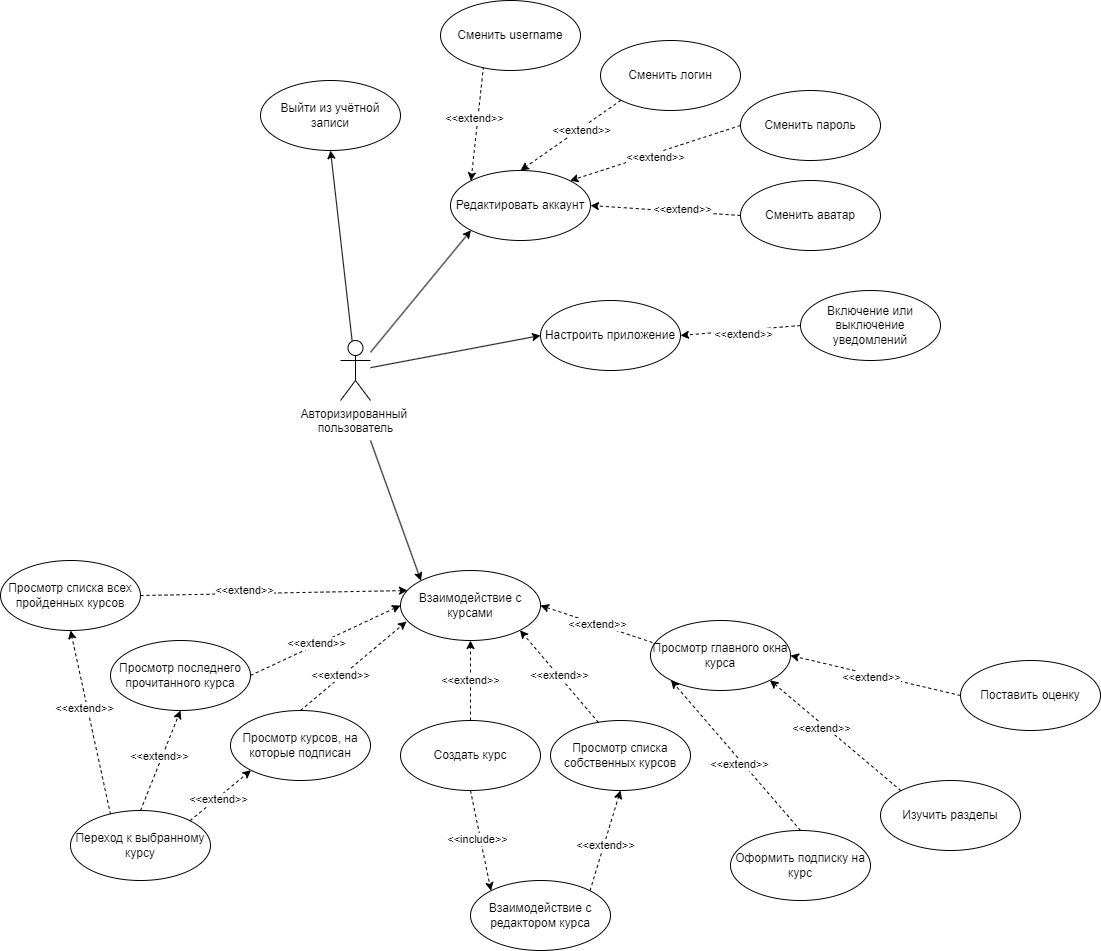 Сменить username
Сменить логин
<<extend>>
Выйти из учётной
записи
<<extend>>
Сменить пароль
<<extend>>
Редактировать аккаунт
<<extend>>
Сменить аватар
Включение или
выключение
уведомлений
Настроить приложение
<<extend>>
Авторизированный
пользователь
Просмотр списка всех
пройденных курсов
<<extend>>
Взаимодействие с
курсами
<<extend>>
<<extend>>
Просмотр главного окна
курса
Просмотр последнего
прочитанного курса
<<extend>>
<<extend>>
<<extend>>
<<extend>>
Поставить оценку
<<extend>>
Просмотр курсов, на
которые подписан
Создать курс
Просмотр списка
собственных курсов
<<extend>>
<<extend>>
<<extend>>
<<extend>>
Изучить разделы
Переход к выбранному
курсу
<<include>>
<<extend>>
Оформить подписку на
курс
Взаимодействие с
редактором курса